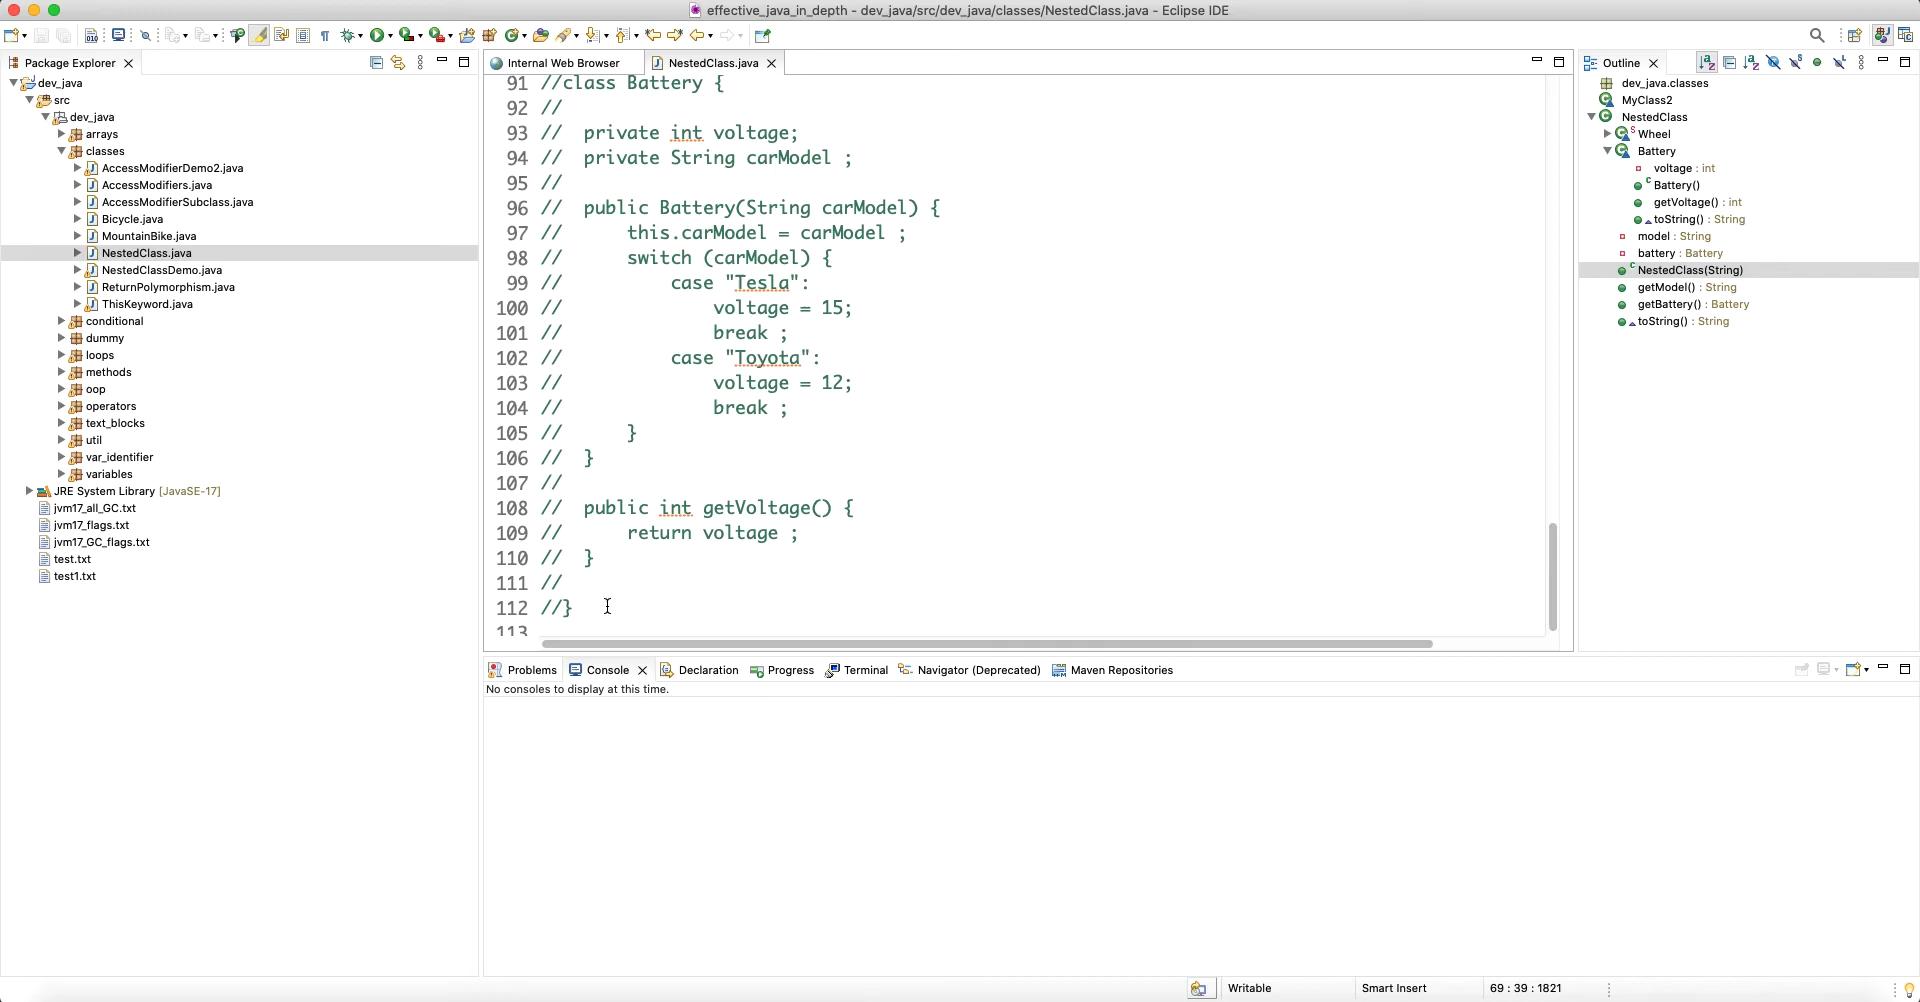 effective_java_in_depth - dev_java/src/dev_java/classes/NestedClass.java - Eclipse IDE
Package Explorer
dev_java
src
dev_java
arrays
classes
AccessModifierDemo2.java
AccessModifiers.java
AccessModifierSubclass.java
Bicycle.java
MountainBike.java
NestedClass.java
NestedClassDemo.java
ReturnPolymorphism.java
ThisKeyword.java
conditional
dummy
loops
methods
oop
operators
text_blocks
util
var_identifier
variables
JRE System Library [JavaSE-17]
jvm17_all_GC.txt
jvm17_flags.txt
jvm17_GC_flags.txt
test.txt
test1.txt
Internal Web Browser
NestedClass.java
91 //class Battery {
92 //
93 // private int voltage;
94 // private String carModel ;
95 //
96 // public Battery(String carModel) {
97 // this.carModel = carModel ;
98 // switch (carModel) {
99 // case "Tesla":
100 // voltage = 15;
101 // break ;
102 // case "Toyota":
103 // voltage = 12;
104 // break ;
105 // }
106 // }
107 //
108 // public int getVoltage() {
109 // return voltage ;
110 // }
111 //
112 //}
113
Outline
dev_java.classes
MyClass2
NestedClass
Wheel
Battery
voltage : int
Battery()
getVoltage() : int
toString() : String
model : String
battery : Battery
NestedClass(String)
getModel() : String
getBattery() : Battery
toString() : String
Problems Console Declaration Progress Terminal Navigator (Deprecated) Maven Repositories
No consoles to display at this time.
Writable Smart Insert 69 : 39 : 1821